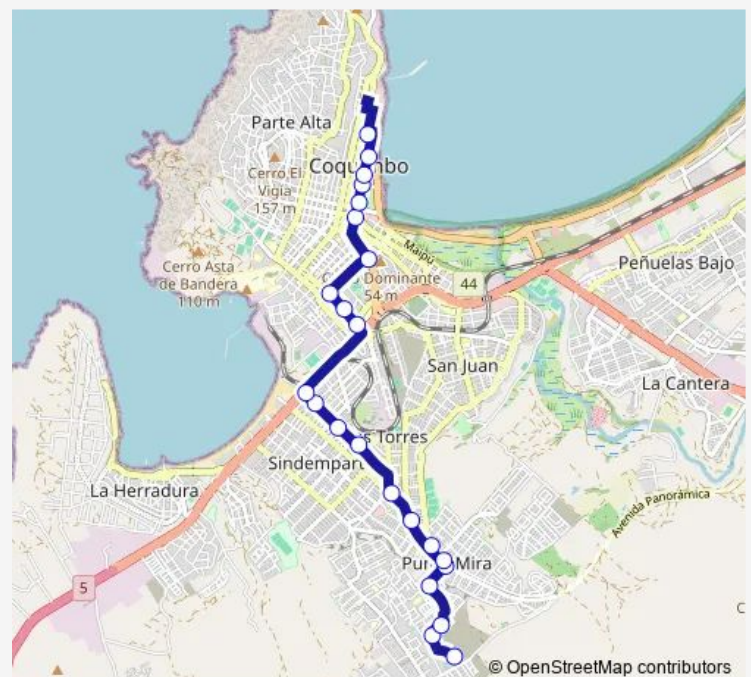 Parte Alta
Coquimbo
Cerro El
Vigía
157 m
Maipú
Cerro Asta
de Bandera
110 m
Dominante
54 m
44
Peñuelas Bajo
San Juan
La Cantera
Torres
Sindempart
La Herradura
Avenida Panorámica
Mira
5
C
© OpenStreetMap contributors